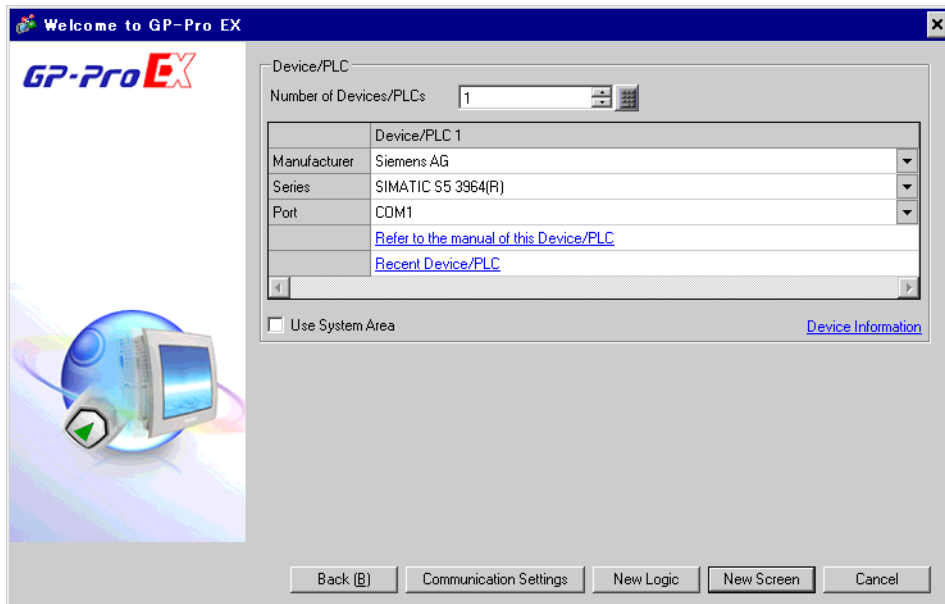 Welcome to GP-Pro EX
GP-Pro EX
Device/PLC
Number of Devices/PLCs 1
Device/PLC 1
Manufacturer Siemens AG
Series SIMATIC S5 3964(R)
Port COM1
Refer to the manual of this Device/PLC
Recent Device/PLC
Use System Area Device Information
Back (B) Communication Settings New Logic New Screen Cancel